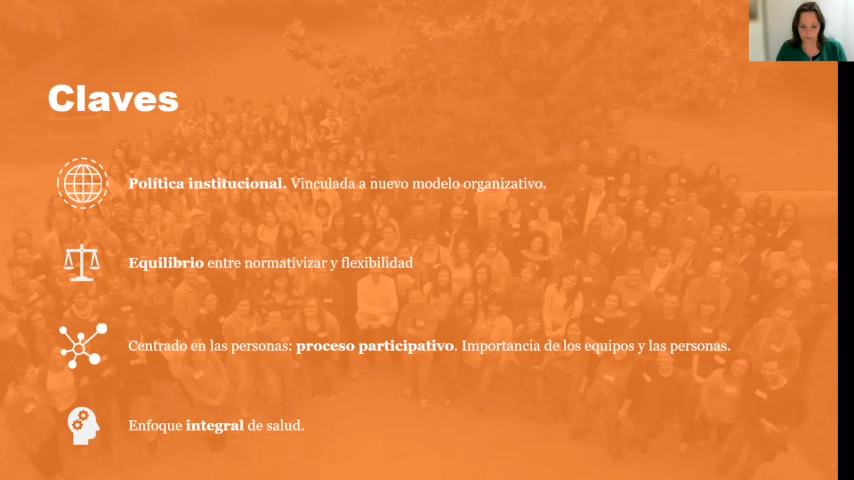 Claves
Política institucional. Vinculada a nuevo modelo organizativo.
Equilibrio entre normativizar y flexibilidad
Centrado en las personas: proceso participativo. Importancia de los equipos y las personas.
Enfoque integral de salud.